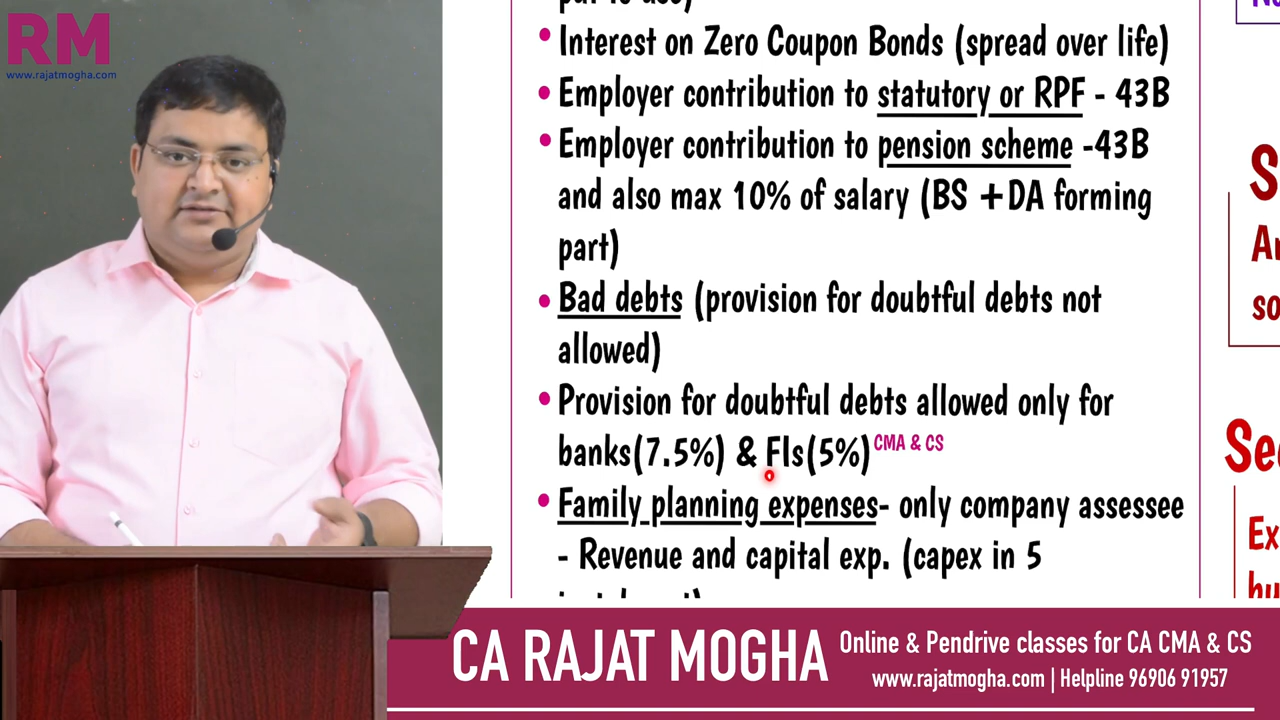 RM
www.rajatmogha.com
• Interest on Zero Coupon Bonds (spread over life)
• Employer contribution to statutory or RPF - 43B
• Employer contribution to pension scheme -43B
and also max 10% of salary (BS +DA forming
part)
• Bad debts (provision for doubtful debts not
allowed)
• Provision for doubtful debts allowed only for
banks(7.5%) & FIs(5%) CMA & CS
• Family planning expenses- only company assessee
- Revenue and capital exp. (capex in 5
CA RAJAT MOGHA
Online & Pendrive classes for CA CMA & CS
www.rajatmogha.com | Helpline 96906 91957